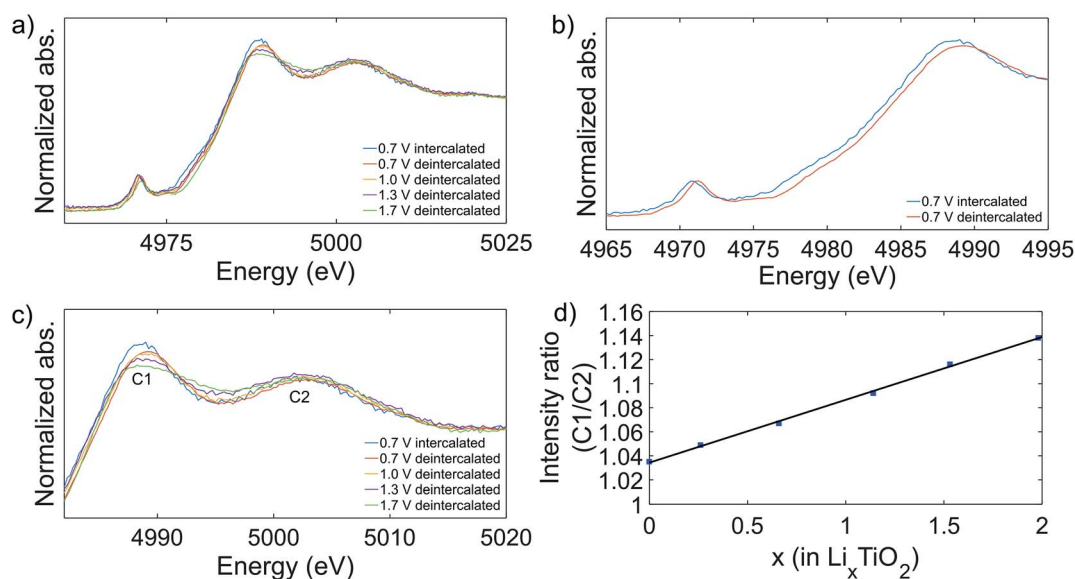 a)
Normalized abs.
0.7 V intercalated
0.7 V deintercalated
1.0 V deintercalated
1.3 V deintercalated
1.7 V deintercalated
4975 5000 5025
Energy (eV)
b)
Normalized abs.
0.7 V intercalated
0.7 V deintercalated
4965 4970 4975 4980 4985 4990 4995
Energy (eV)
c)
Normalized abs.
C1
C2
0.7 V intercalated
0.7 V deintercalated
1.0 V deintercalated
1.3 V deintercalated
1.7 V deintercalated
4990 5000 5010 5020
Energy (eV)
d)
Intensity ratio
(C1/C2)
1.16
1.14
1.12
1.1
1.08
1.06
1.04
1.02
1
0 0.5 1 1.5 2
x (in LixTiO2)